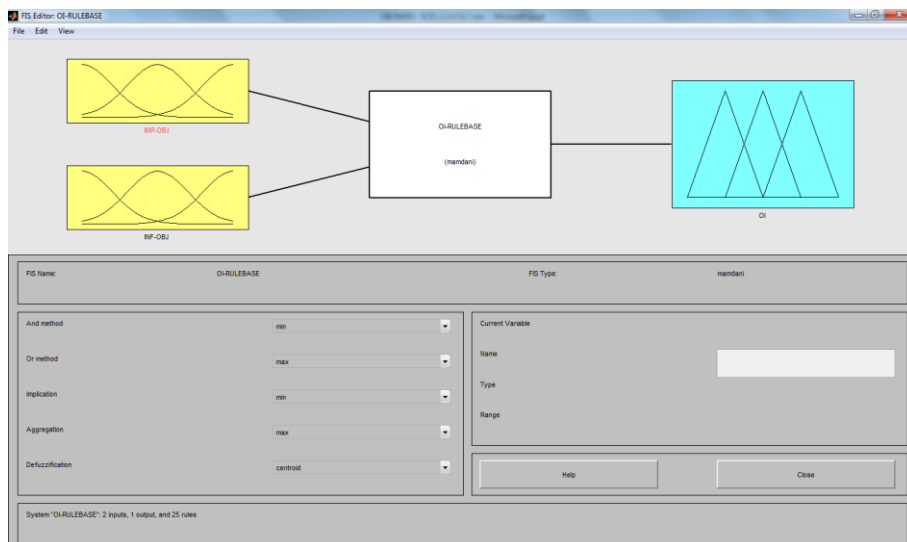 FIS Editor: OI-RULEBASE
File Edit View
IMP-OBJ
INF-OBJ
OI-RULEBASE
(mamdani)
OI
FIS Name: OI-RULEBASE FIS Type: mamdani
And method min
Or method max
Implication min
Aggregation max
Defuzzification centroid
Current Variable
Name
Type
Range
Help Close
System "OI-RULEBASE": 2 inputs, 1 output, and 25 rules